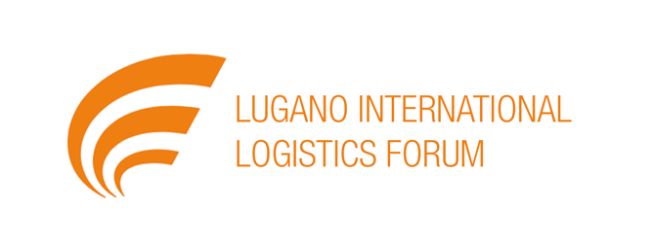 LUGANO INTERNATIONAL
LOGISTICS FORUM